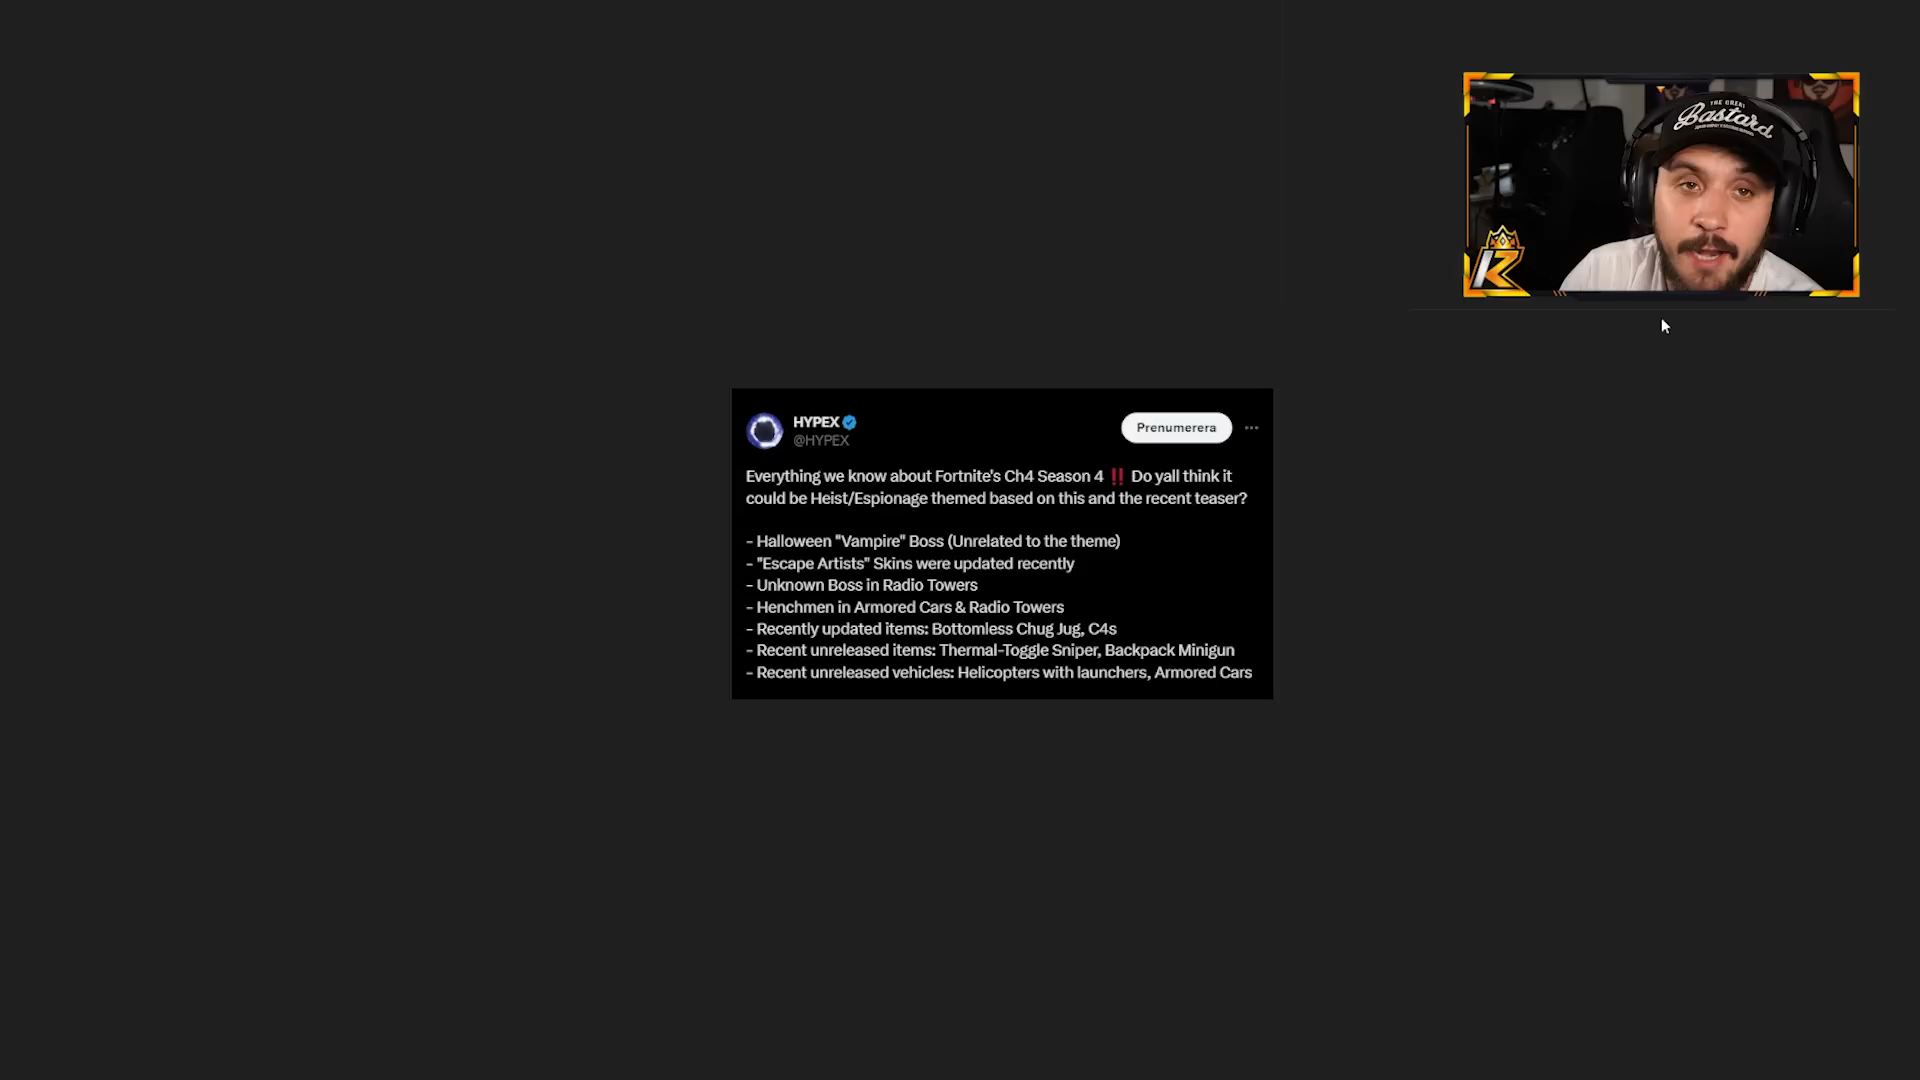 THE GREAT
Bastard
HYPEX
@HYPEX
Prenumerera
Everything we know about Fortnite's Ch4 Season 4 ‼️ Do yall think it
could be Heist/Espionage themed based on this and the recent teaser?
- Halloween "Vampire" Boss (Unrelated to the theme)
- "Escape Artists" Skins were updated recently
- Unknown Boss in Radio Towers
- Henchmen in Armored Cars & Radio Towers
- Recently updated items: Bottomless Chug Jug, C4s
- Recent unreleased items: Thermal-Toggle Sniper, Backpack Minigun
- Recent unreleased vehicles: Helicopters with launchers, Armored Cars